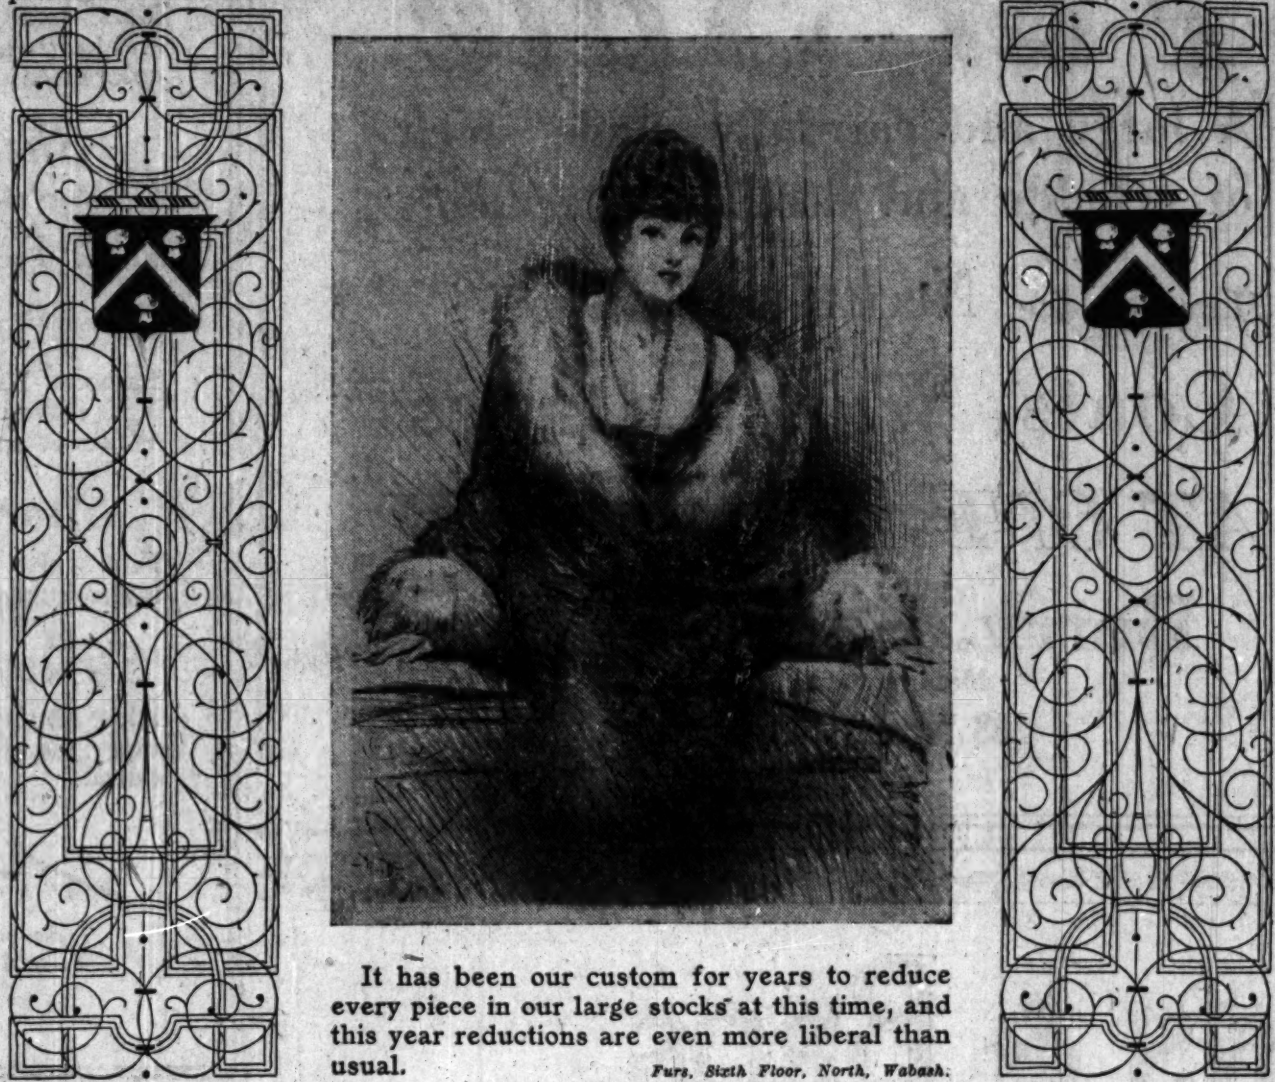 It has been our custom for years to reduce
every piece in our large stocks at this time, and
this year reductions are even more liberal than
usual.
Furs, Sixth Floor, North, Wabash.